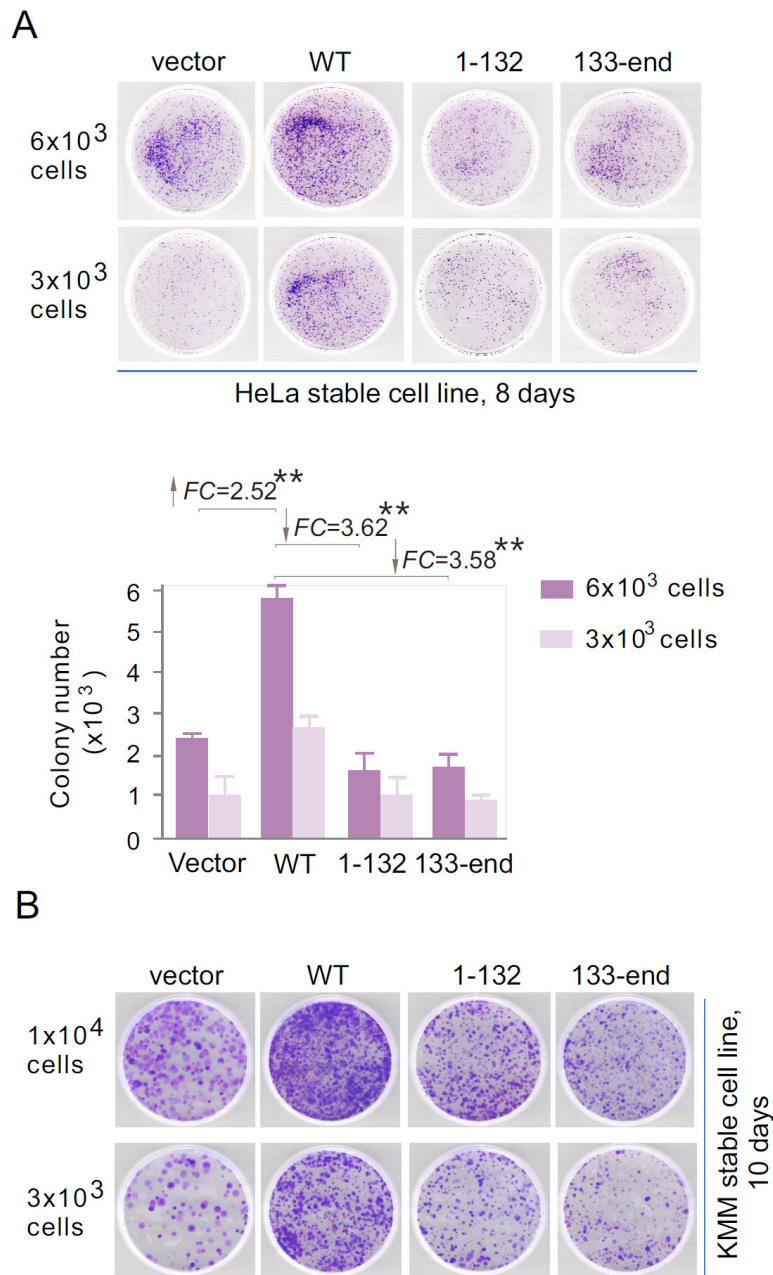 A
vector WT 1-132 133-end
6x10³
cells
3x10³
cells
HeLa stable cell line, 8 days
FC=2.52**
FC=3.62**
FC=3.58**
Colony number
(x10³)
6
5
3
2
1
0
Vector WT 1-132 133-end
6x10³ cells
3x10³ cells
B
vector WT 1-132 133-end
1x10⁴
cells
3x10³
cells
KMM stable cell line,
10 days